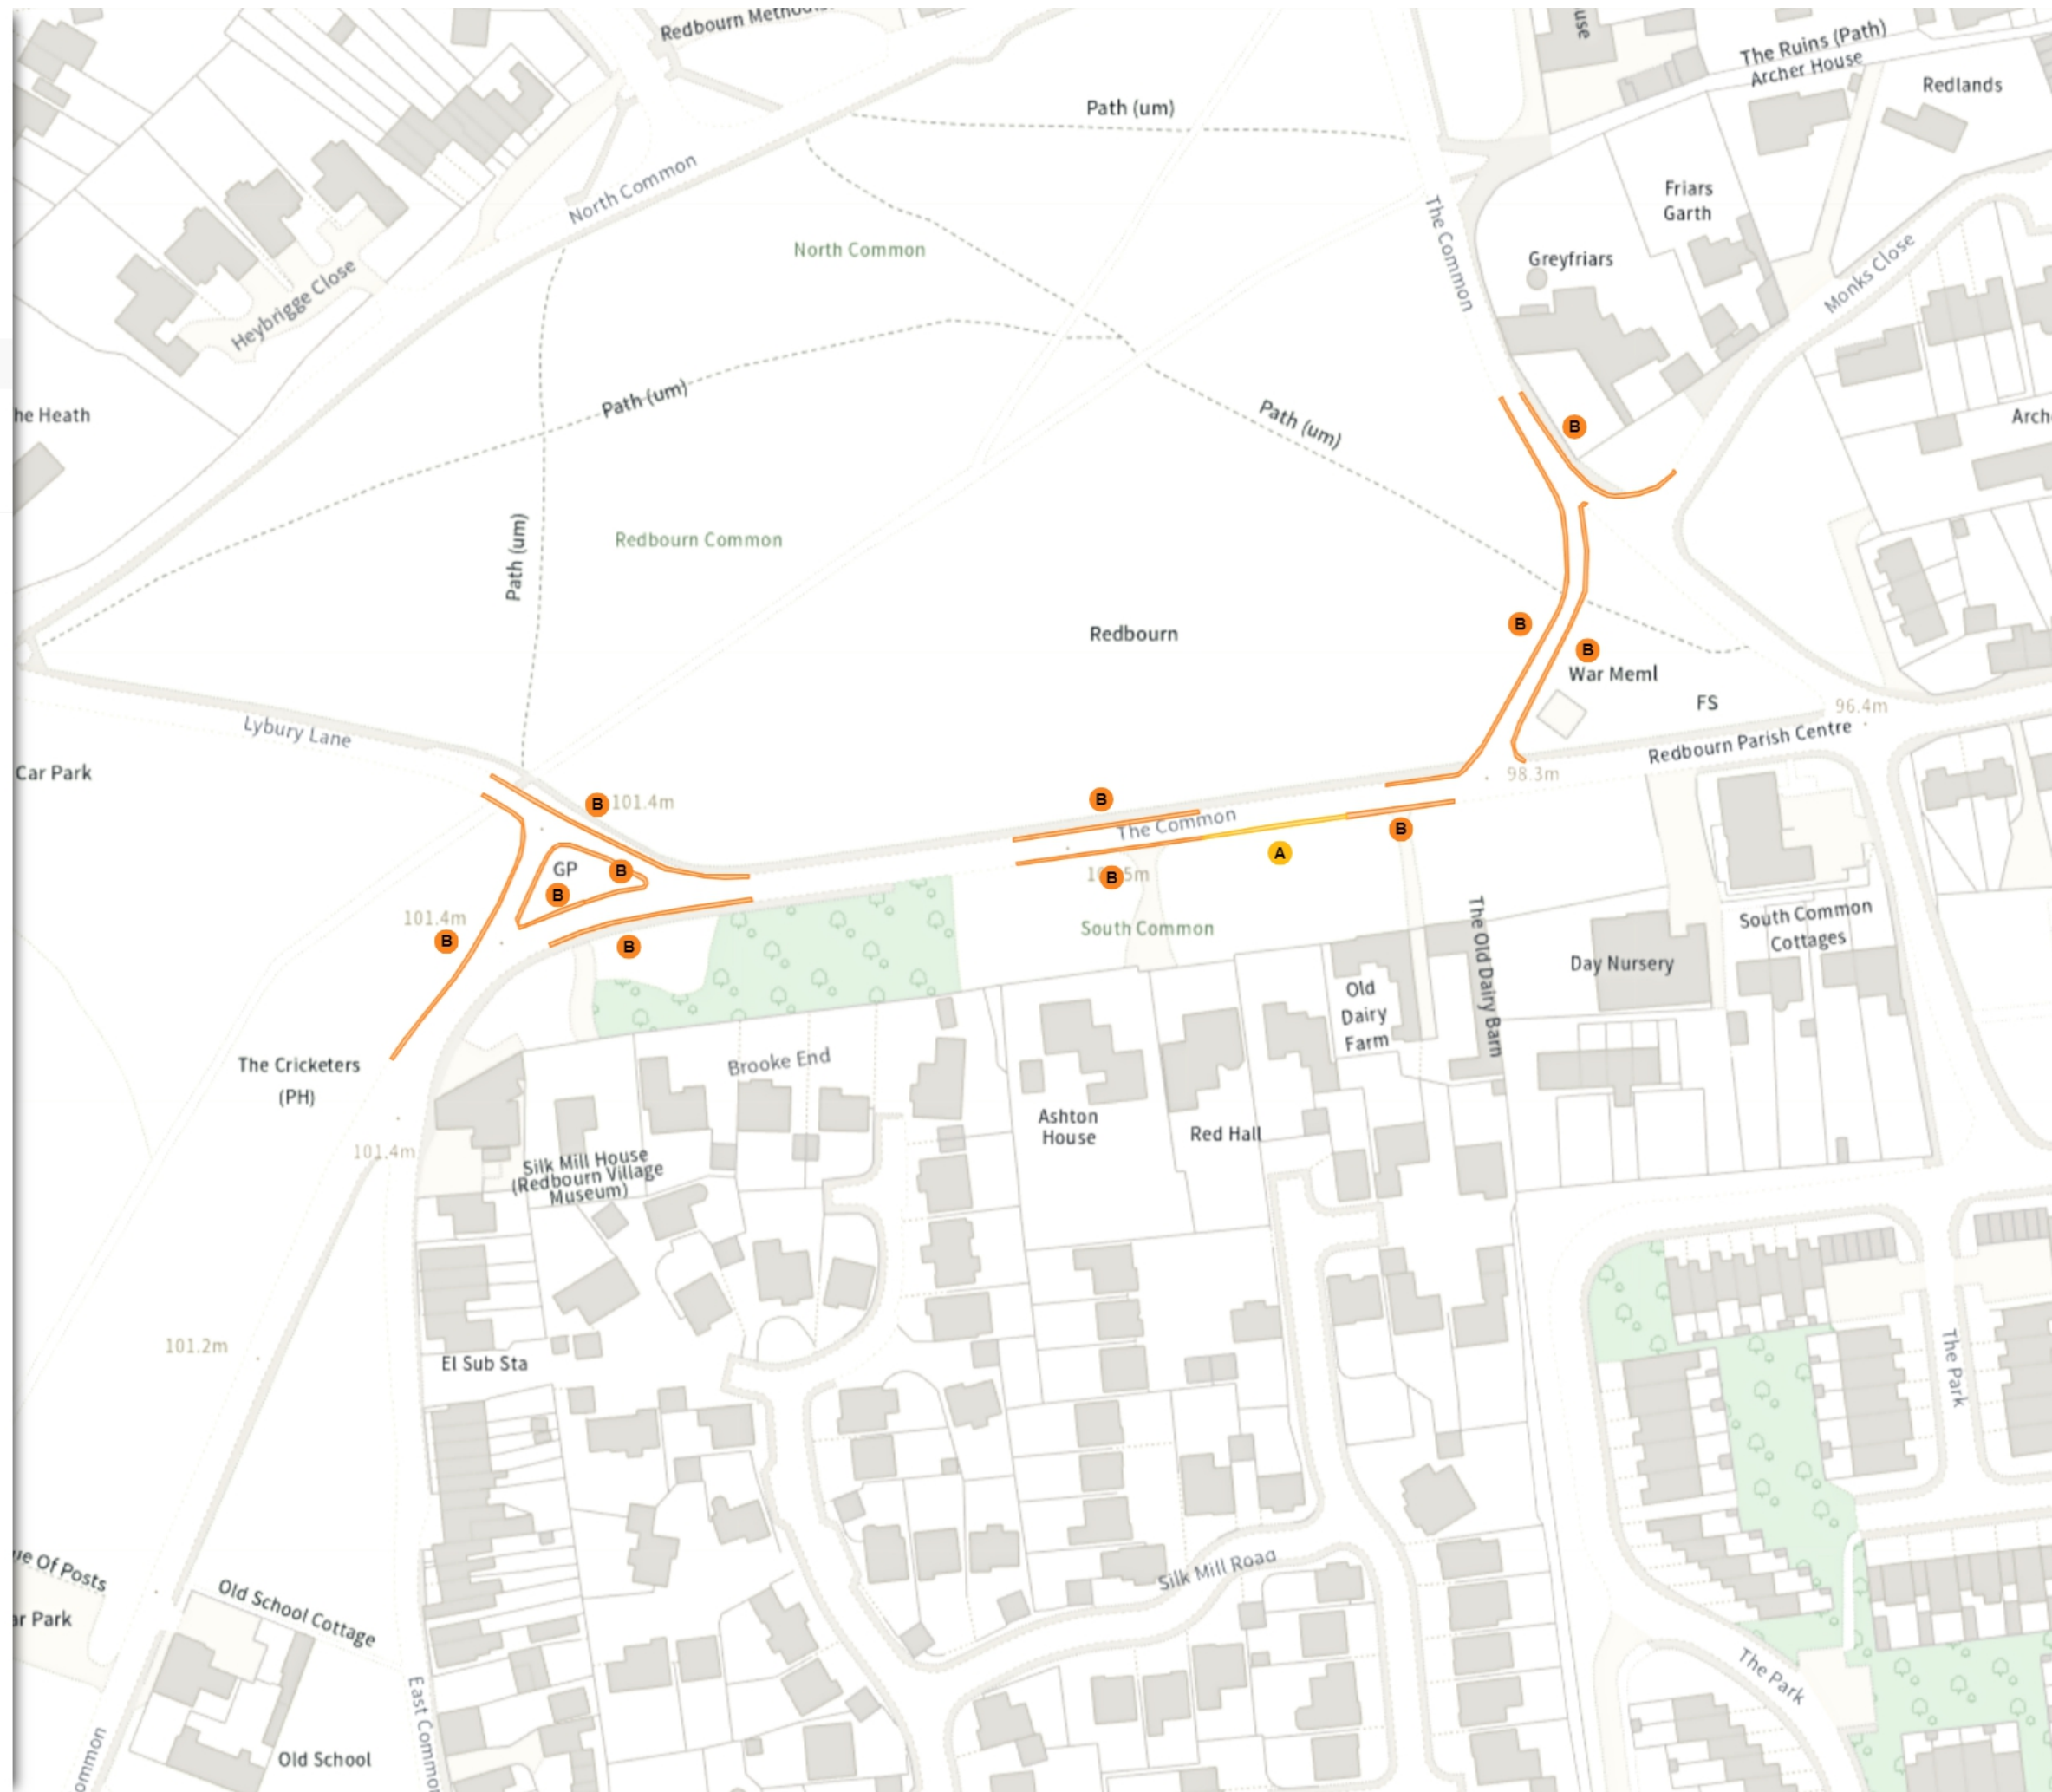 Redbourn
use
The Ruins (Path)
Archer House
Redlands
Path (um)
North Common
The Common
Friars
Garth
North Common
Greyfriars
Monks Close
Heybrigge Close
Path (um)
Path (um)
B
he Heath
Arch
Path (um)
Redbourn Common
B
Redbourn
B
War Meml
FS
96.4m
Lybury Lane
Redbourn Parish Centre
Car Park
98.3m
B
101.4m
B
The Common
B
A
GP
B
B
B
101.4m
B
B
South Common
The Old Dairy Barn
South Common
Cottages
Day Nursery
Old
Dairy
Farm
The Cricketers
(PH)
Brooke End
Ashton
House
Red Hall
101.4m
Silk Mill House
(Redbourn Village
Museum)
101.2m
El Sub Sta
The Park
ue Of Posts
Old School Cottage
Silk Mill Road
ar Park
The Park
East Common
ommon
Old School